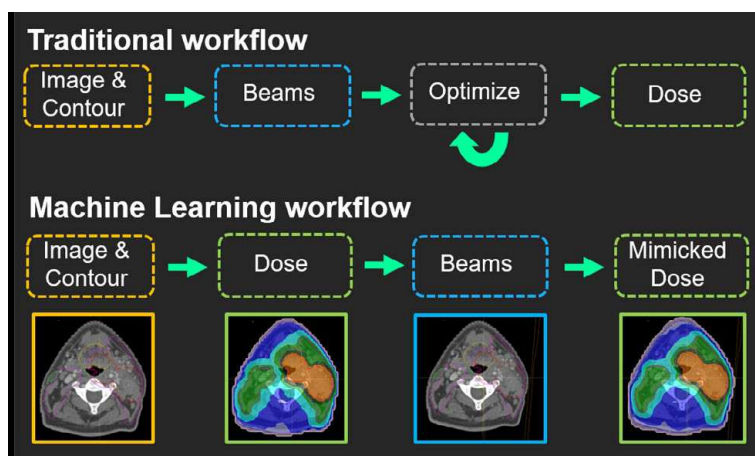 Traditional workflow
Image &
Contour
Beams
Optimize
Dose
Machine Learning workflow
Image &
Contour
Dose
Beams
Mimicked
Dose